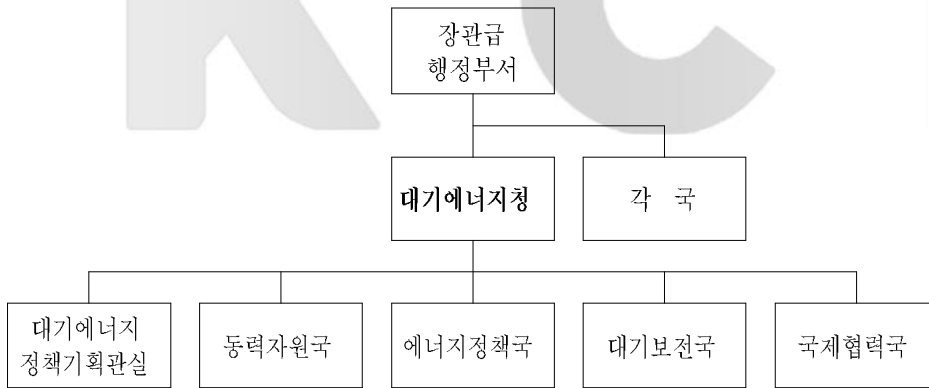 장관급
행정부서
대기에너지청
각 국
대기에너지
정책기획관실
동력자원국
에너지정책국
대기보전국
국제협력국